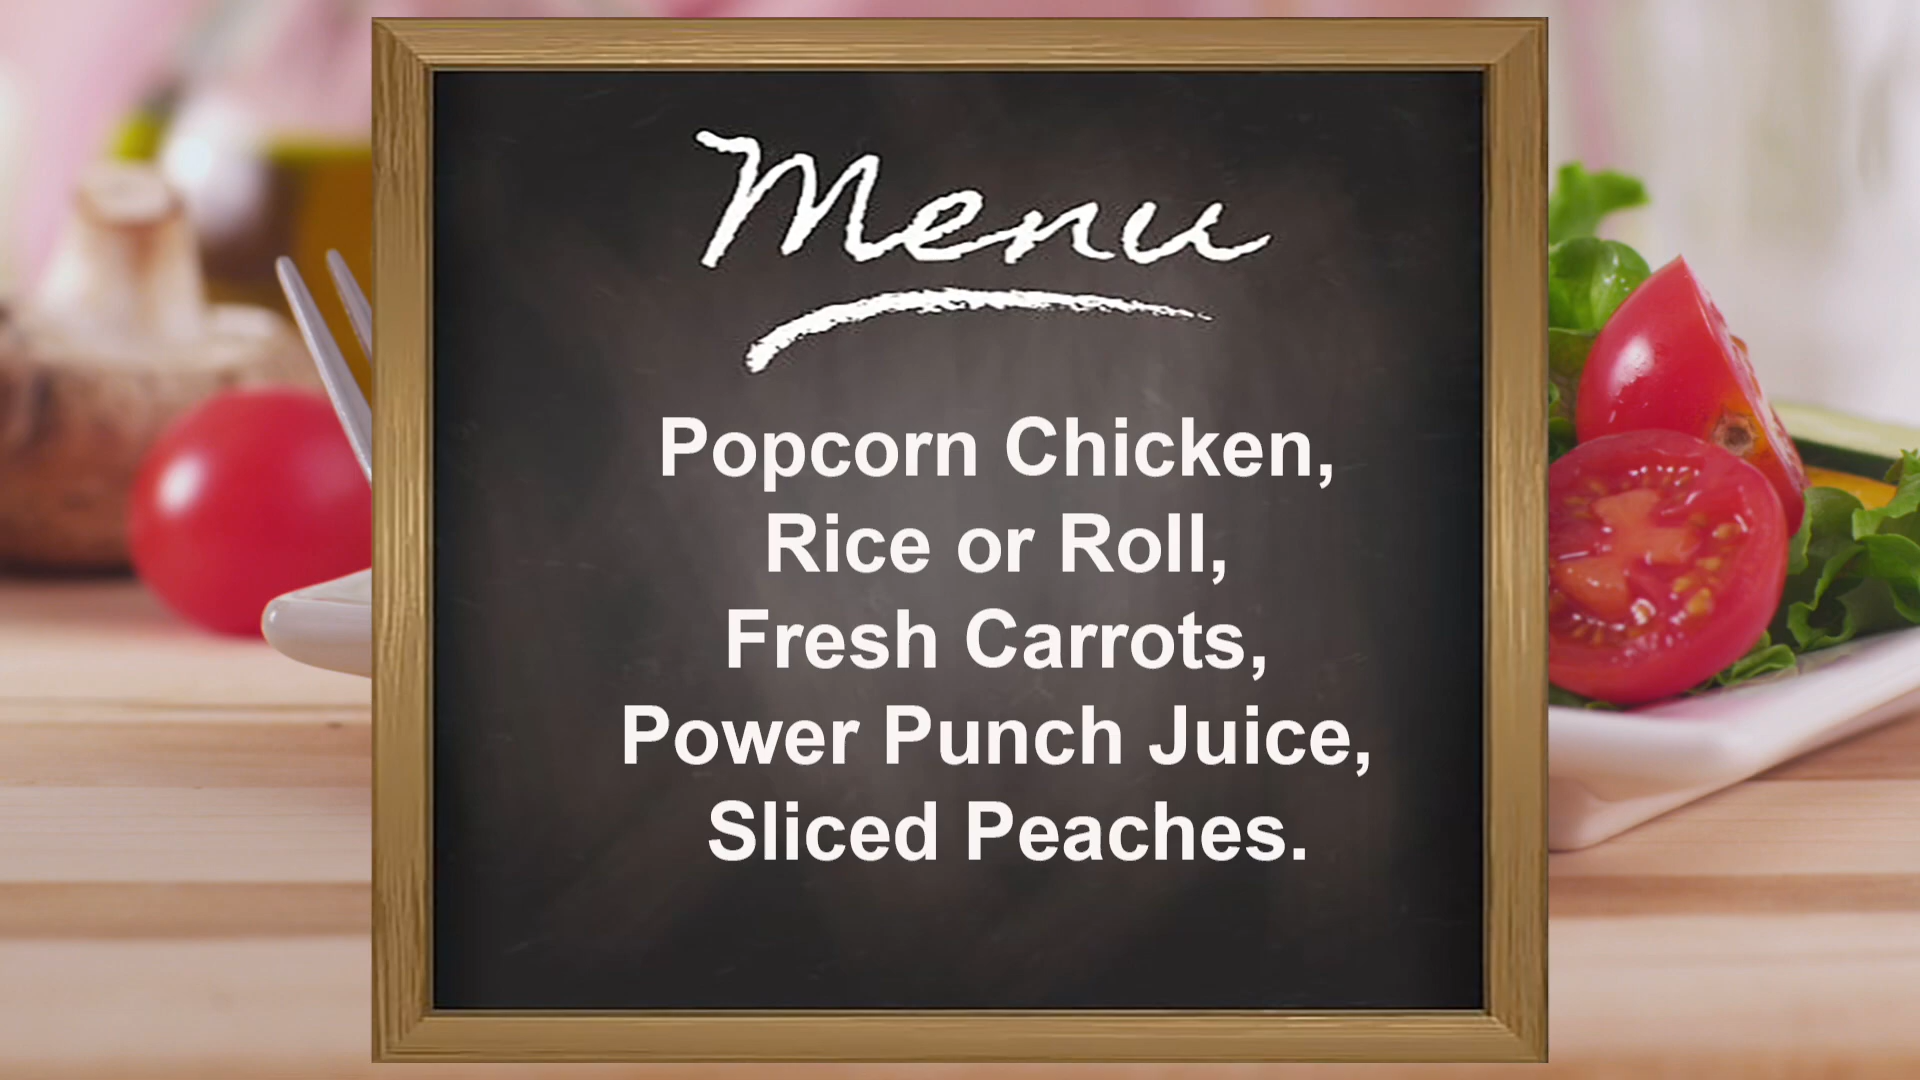 Menu
Popcorn Chicken,
Rice or Roll,
Fresh Carrots,
Power Punch Juice,
Sliced Peaches.